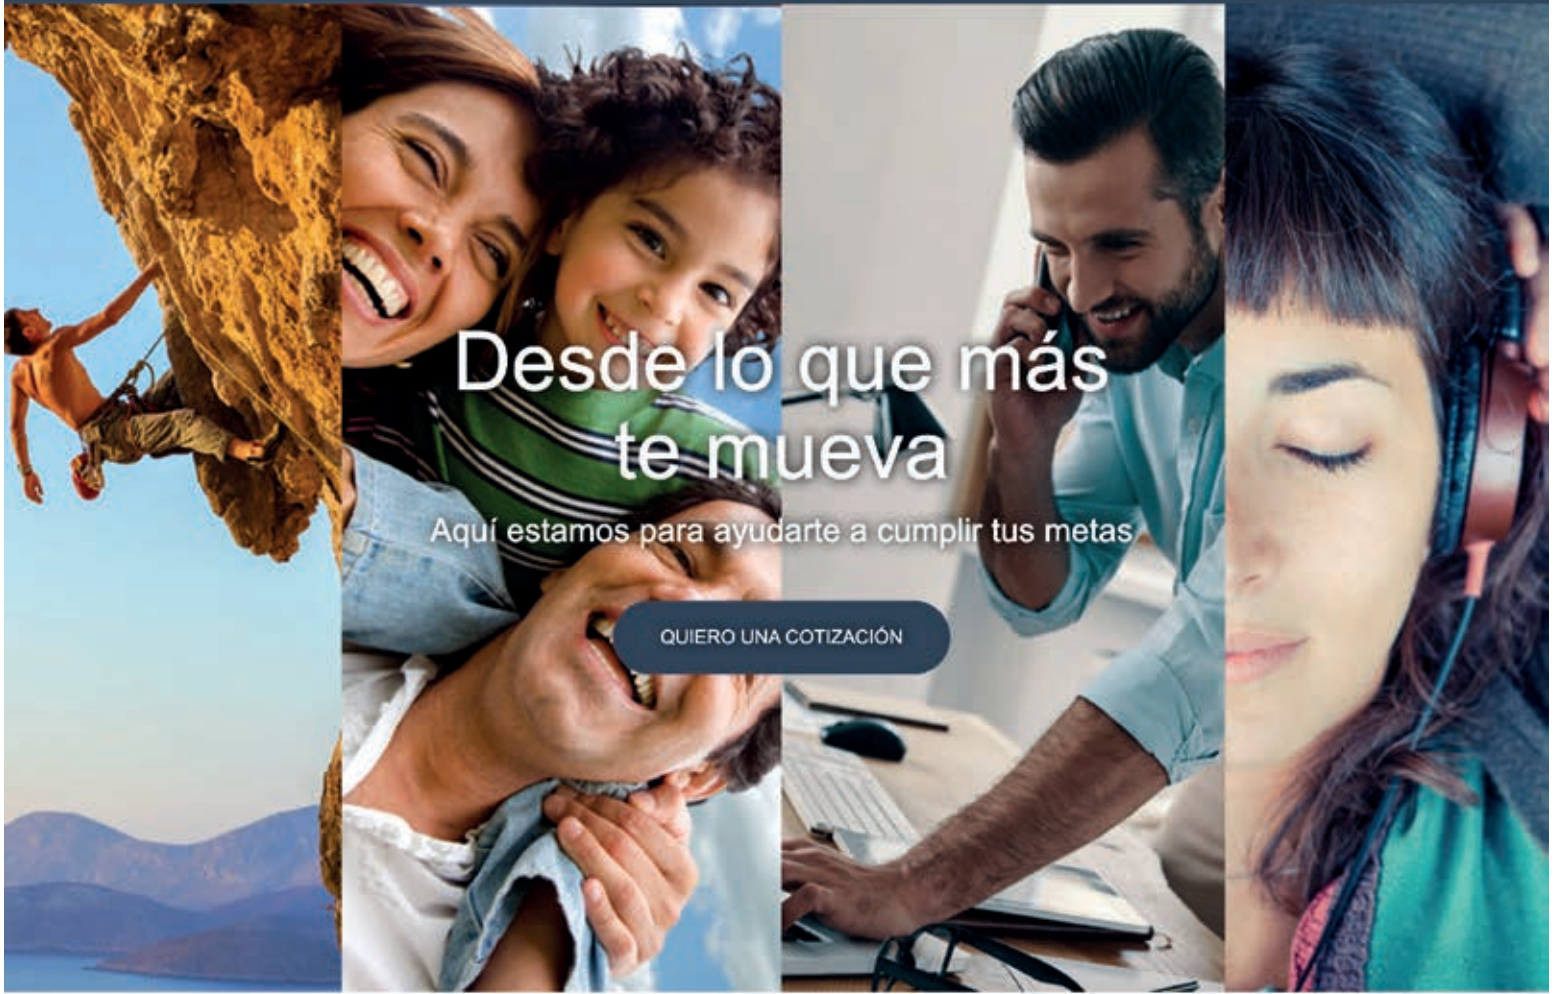 Desde lo que más
te mueva
Aquí estamos para ayudarte a cumplir tus metas
QUIERO UNA COTIZACIÓN